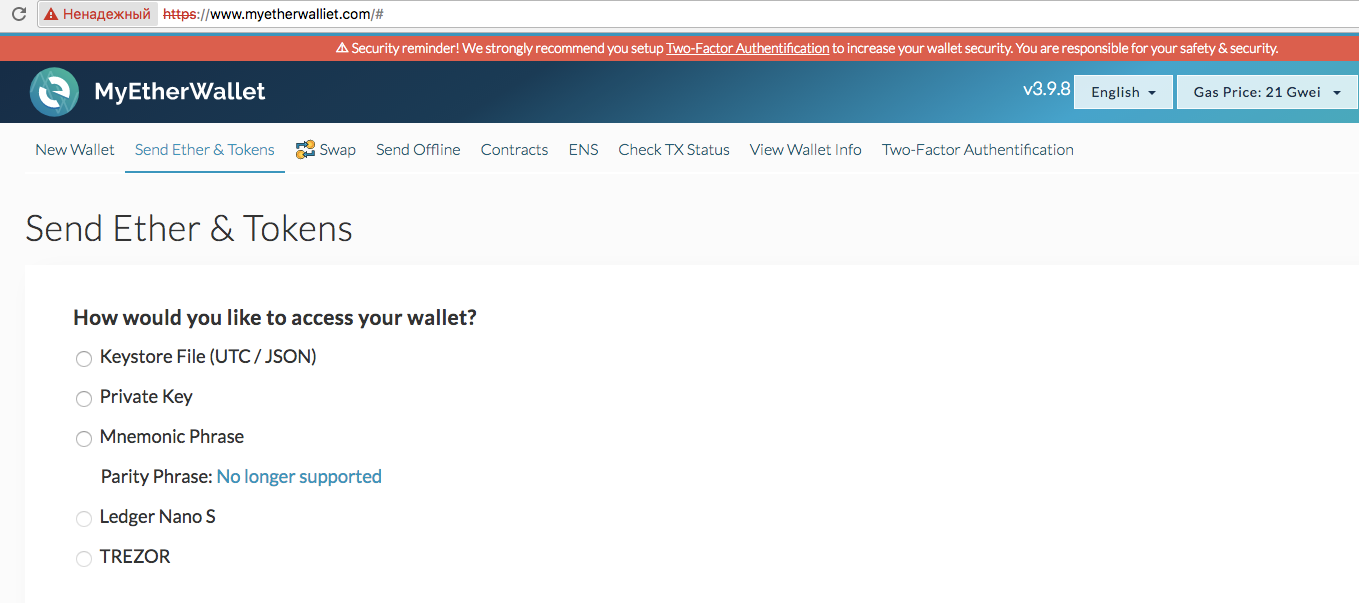 Ненадежный https://www.myetherwalliet.com/#
Security reminder! We strongly recommend you setup Two-Factor Authentification to increase your wallet security. You are responsible for your safety & security.
MyEtherWallet v3.9.8 English Gas Price: 21 Gwei
New Wallet Send Ether & Tokens Swap Send Offline Contracts ENS Check TX Status View Wallet Info Two-Factor Authentification
Send Ether & Tokens
How would you like to access your wallet?
Keystore File (UTC / JSON)
Private Key
Mnemonic Phrase
Parity Phrase: No longer supported
Ledger Nano S
TREZOR